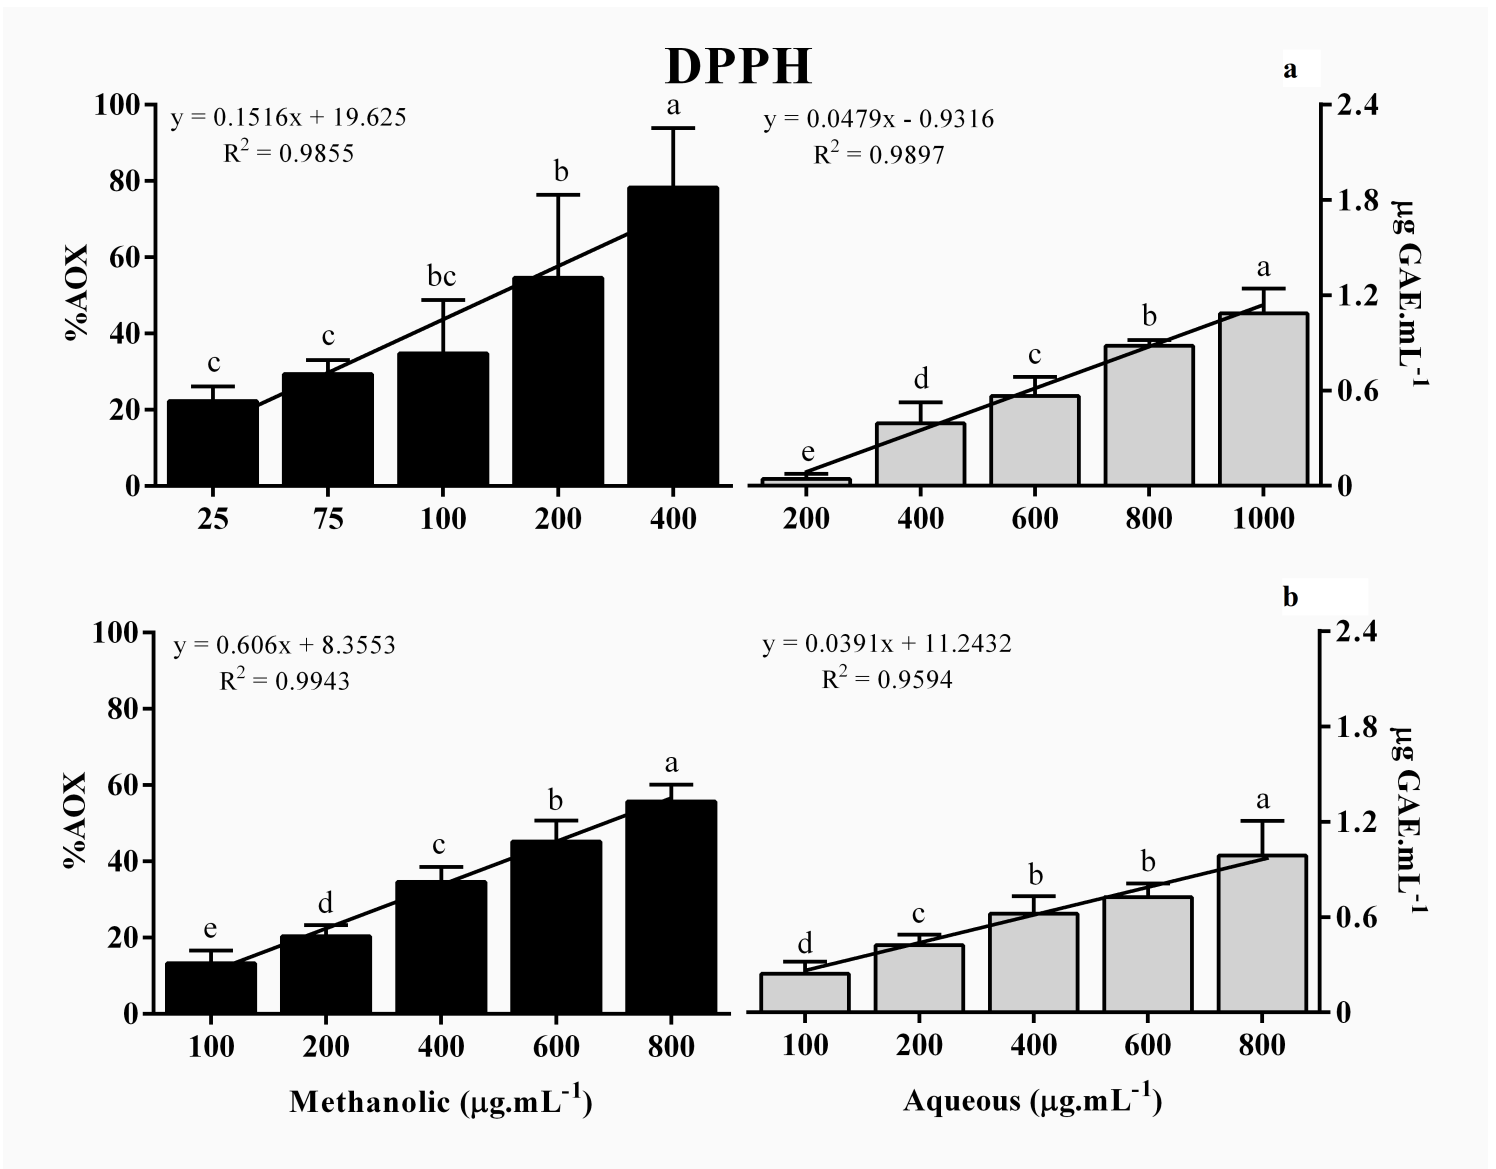 DPPH
a
y = 0.1516x + 19.625
R² = 0.9855
y = 0.0479x - 0.9316
R² = 0.9897
%AOX
100
80
60
40
20
0
c
c
bc
b
a
25 75 100 200 400
e
d
c
b
a
200 400 600 800 1000
2.4
1.8
1.2
0.6
0
µg GAE.mL⁻¹
b
y = 0.606x + 8.3553
R² = 0.9943
y = 0.0391x + 11.2432
R² = 0.9594
%AOX
100
80
60
40
20
0
e
d
c
b
a
100 200 400 600 800
Methanolic (µg.mL⁻¹)
d
c
b
b
a
100 200 400 600 800
Aqueous (µg.mL⁻¹)
2.4
1.8
1.2
0.6
0
µg GAE.mL⁻¹